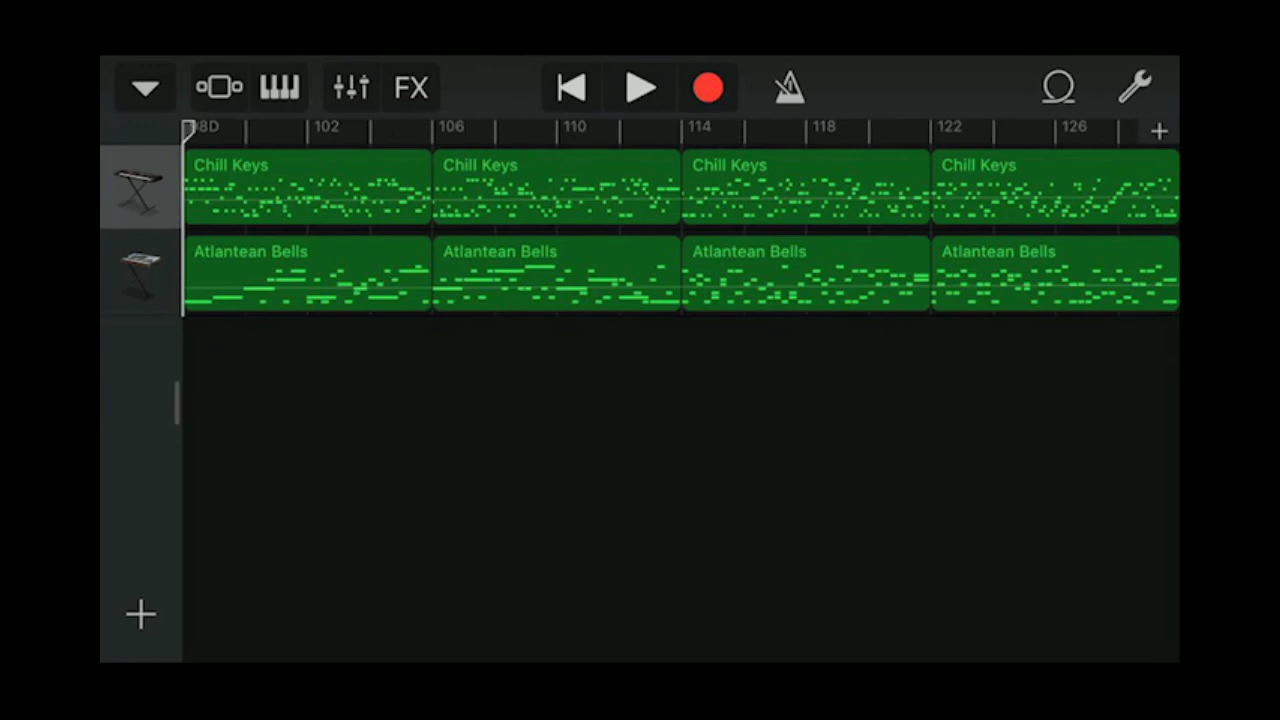 FX
102 106 110 114 118 122 126
Chill Keys Chill Keys Chill Keys Chill Keys
Atlantean Bells Atlantean Bells Atlantean Bells Atlantean Bells